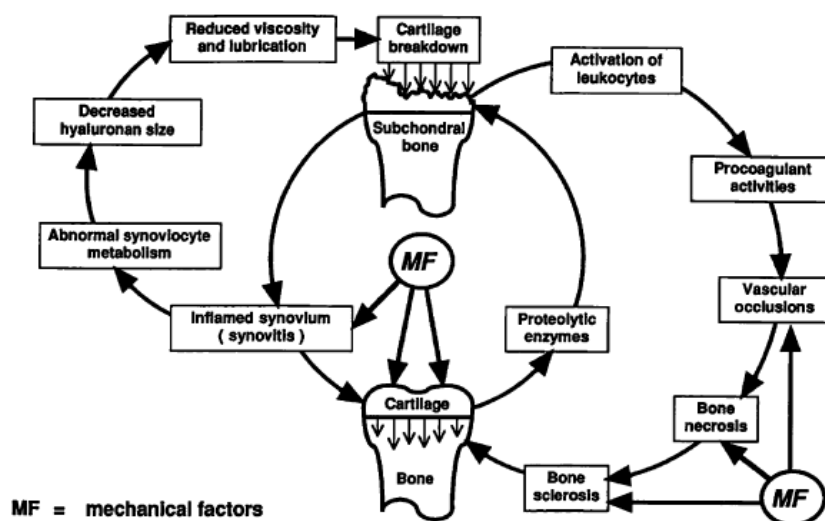 Reduced viscosity
and lubrication
Cartilage
breakdown
Activation of
leukocytes
Decreased
hyaluronan size
Subchondral
bone
Procoagulant
activities
Abnormal synoviocyte
metabolism
MF
Vascular
occlusions
Inflamed synovium
( synovitis )
Proteolytic
enzymes
Cartilage
Bone
necrosis
Bone
Bone
sclerosis
MF
MF = mechanical factors